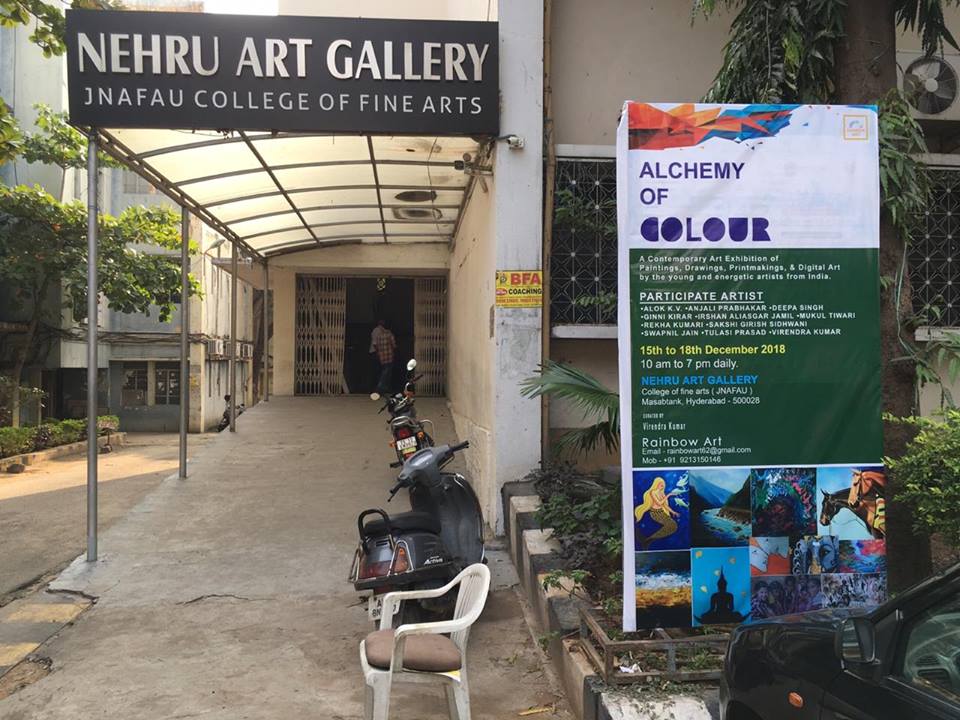 NEHRU ART GALLERY
JNAFAU COLLEGE OF FINE ARTS
BFA
COACHING
ALCHEMY
OF
COLOUR
A Contemporary Art Exhibition of
Paintings, Drawings, Printmakings, & Digital Art
by the young and energetic artists from India.
PARTICIPATE ARTIST
•ALOK K.V. •ANJALI PRABHAKAR •DEEPA SINGH
•GINNI KIRAR •IRSHAN ALIASGAR JAMIL •MUKUL TIWARI
•REKHA KUMARI •SAKSHI GIRISH SIDHWANI
•SWAPNIL JAIN •TULASI PRASAD •VIRENDRA KUMAR
15th to 18th December 2018
10 am to 7 pm daily.
NEHRU ART GALLERY
College of fine arts ( JNAFAU )
Masabtank, Hyderabad - 500028
CURATED BY
Virendra Kumar
Rainbow Art
Email - rainbowart62@gmail.com
Mob - +91 9213150146
Activa